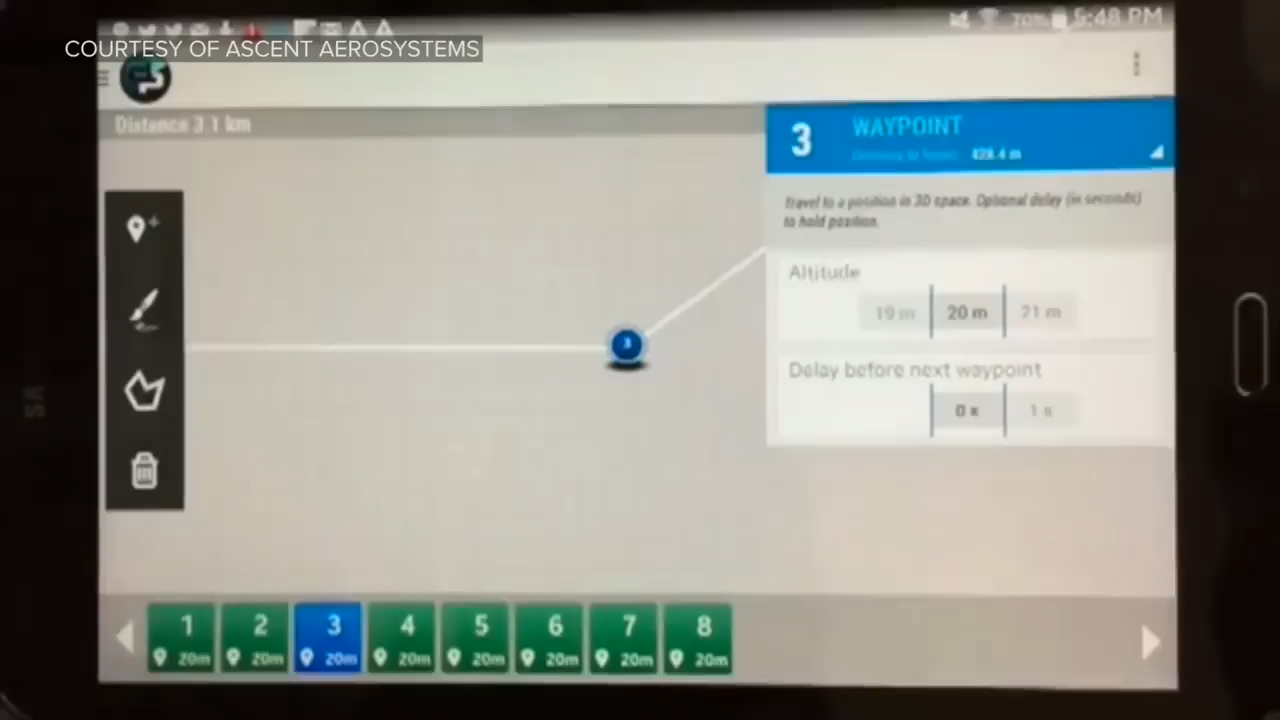 70% 5:48 PM
COURTESY OF ASCENT AEROSYSTEMS
Distance 3.1 km
3 WAYPOINT
429.4 m
Travel to a position in 3D space. Optional delay (in seconds)
to hold position.
Altitude
19 m 20 m 21 m
Delay before next waypoint
0 s 1 s
3
1 2 3 4 5 6 7 8
20m 20m 20m 20m 20m 20m 20m 20m